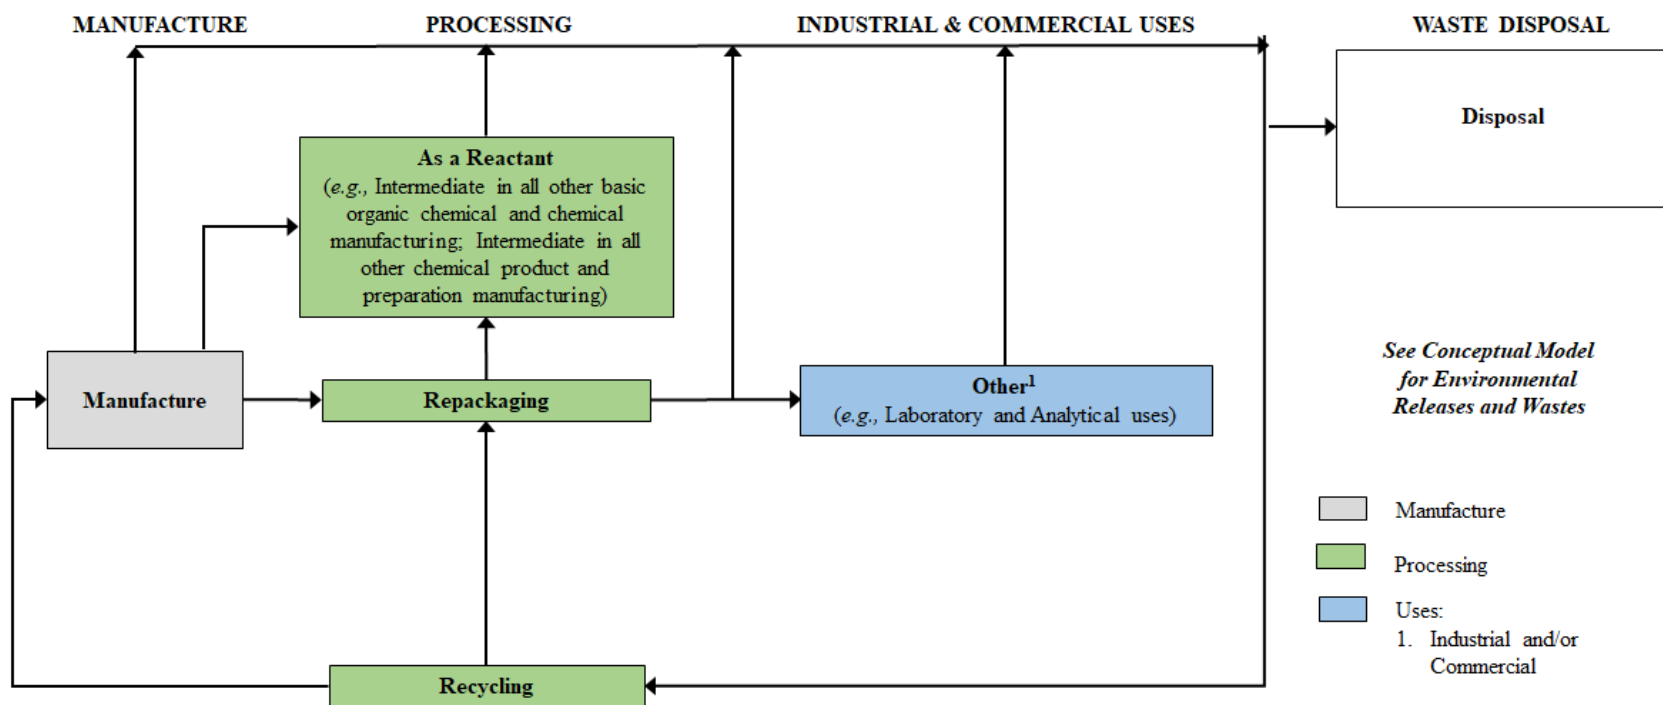 MANUFACTURE
PROCESSING
INDUSTRIAL & COMMERCIAL USES
WASTE DISPOSAL
Disposal
As a Reactant
(e.g., Intermediate in all other basic
organic chemical and chemical
manufacturing; Intermediate in all
other chemical product and
preparation manufacturing)
Manufacture
Repackaging
Other¹
(e.g., Laboratory and Analytical uses)
See Conceptual Model
for Environmental
Releases and Wastes
Manufacture
Processing
Uses:
1. Industrial and/or
Commercial
Recycling